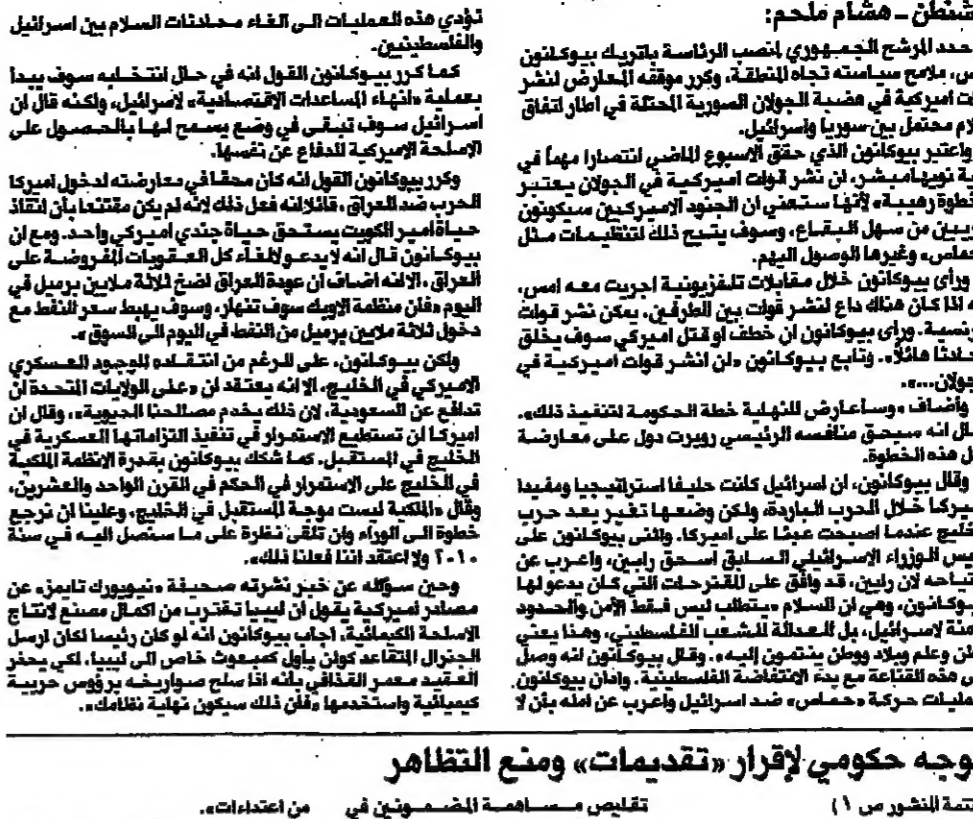 شنطن - هشام ملحم:
حدد المرشح الجمهوري لمنصب الرئاسة باتريك بيوكانون
س، ملامح سياسته تجاه المنطقة، وكرر موقفه المعارض لنشر
ات اميركية في هضبة الجولان السورية المحتلة في اطار اتفاق
لام محتمل بين سوريا واسرائيل.
واعتبر بيوكانون الذي حقق الاسبوع الماضي انتصارا مهماً في
ية نيوهامبشر، ان نشر قوات اميركية في الجولان يعتبر
خطوة رهيبة» لأنها ستعني ان الجنود الاميركيين سيكونون
ريبين من سهل البقاع، وسوف يتيح ذلك لتنظيمات مثل
حماس» وغيرها الوصول اليهم.
ورأى بيوكانون خلال مقابلات تلفزيونية اجريت معه امس،
ه اذا كان هناك داع لنشر قوات بين الطرفين، يمكن نشر قوات
رنسية. ورأى بيوكانون ان خطف او قتل اميركي سوف يخلق
حادثا هائلاً». وتابع بيوكانون «لن انشر قوات اميركية في
جولان...».
وأضاف «وسأعارض للنهاية خطة الحكومة لتنفيذ ذلك».
ال انه سيحق منافسه الرئيسي روبرت دول على معارضة
ل هذه الخطوة.
وقال بيوكانون، ان اسرائيل كانت حليفا استراتيجيا ومفيدا
ميركا خلال الحرب الباردة، ولكن وضعها تغير بعد حرب
خليج عندما اصبحت عبئا على اميركا. واثنى بيوكانون على
يس الوزراء الاسرائيلي السابق اسحق رابين، واعرب عن
تياحه لان رابين، قد وافق على المقترحات التي كان يدعو لها
يوكانون، وهي ان السلام «يتطلب ليس فقط الأمن والحدود
منة لاسرائيل، بل العدالة للشعب الفلسطيني، وهذا يعني
طن وعلم وبلاد ووطن ينتمون إليه». وقال بيوكانون انه وصل
ى هذه القناعة مع بدء الانتفاضة الفلسطينية. وادان بيوكانون
مليات حركة «حماس» ضد اسرائيل وأعرب عن امله بأن لا
تؤدي هذه العمليات الى الغاء محادثات السلام بين اسرائيل
والفلسطينيين.
كما كرر بيوكانون القول انه في حال انتخابه سوف يبدأ
بعملية «انهاء المساعدات الاقتصادية» لاسرائيل، ولكنه قال ان
اسرائيل سوف تبقى في وضع يسمح لها بالحصول على
الاسلحة الاميركية للدفاع عن نفسها.
وكرر بيوكانون القول انه كان محقا في معارضته لدخول اميركا
الحرب ضد العراق، قائلا انه فعل ذلك لانه لم يكن مقتنعا بأن انقاذ
حياة أمير الكويت يستحق حياة جندي اميركي واحد. ومع ان
بيوكانون قال انه لا يدعو لالغاء كل العقوبات المفروضة على
العراق، الا انه اضاف ان عودة العراق لضخ ثلاثة ملايين برميل في
اليوم «فان منظمة الاوبك سوف تنهار، وسوف يهبط سعر النفط مع
دخول ثلاثة ملايين برميل من النفط في اليوم الى السوق».
ولكن بيوكانون، على الرغم من انتقاده للوجود العسكري
الاميركي في الخليج، الا انه يعتقد ان «على الولايات المتحدة ان
تدافع عن السعودية، لان ذلك يخدم مصالحنا الحيوية»، وقال ان
اميركا لن تستطيع الاستمرار في تنفيذ التزاماتها العسكرية في
الخليج في المستقبل. كما شكك بيوكانون بقدرة الانظمة الملكية
في الخليج على الاستمرار في الحكم في القرن الواحد والعشرين،
وقال «الملكية ليست موجة المستقبل في الخليج، وعلينا ان نرجع
خطوة الى الوراء وان نلقي نظرة على ما سنصل اليه في سنة
٢٠١٠ ولا اعتقد اننا فعلنا ذلك».
وحين سؤاله عن خبر نشرته صحيفة «نيويورك تايمز» عن
مصادر اميركية يقول ان ليبيا تقترب من اكمال مصنع لانتاج
الاسلحة الكيمائية، اجاب بيوكانون انه لو كان رئيسا لكان ارسل
الجنرال المتقاعد كولن باول كمبعوث خاص الى ليبيا، لكي يحذر
العقيد معمر القذافي بأنه اذا سلح صواريخه برؤوس حربية
كيميائية واستخدمها «فأن ذلك سيكون نهاية نظامك».
وجه حكومي لإقرار «تقديمات» ومنع التظاهر
تتمة المنشور ص ١)
تقليص مساهمة المضمونين في
من اعتداءات».